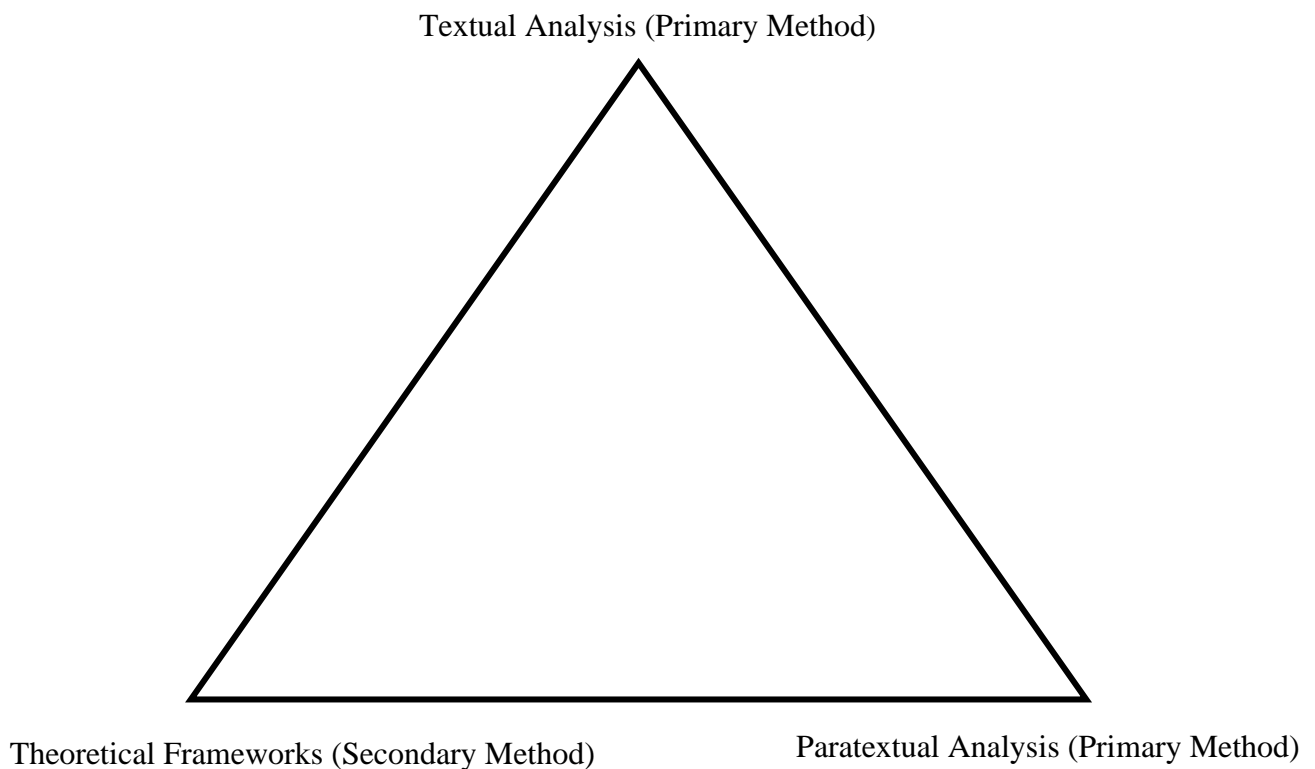 Textual Analysis (Primary Method)
Theoretical Frameworks (Secondary Method)
Paratextual Analysis (Primary Method)